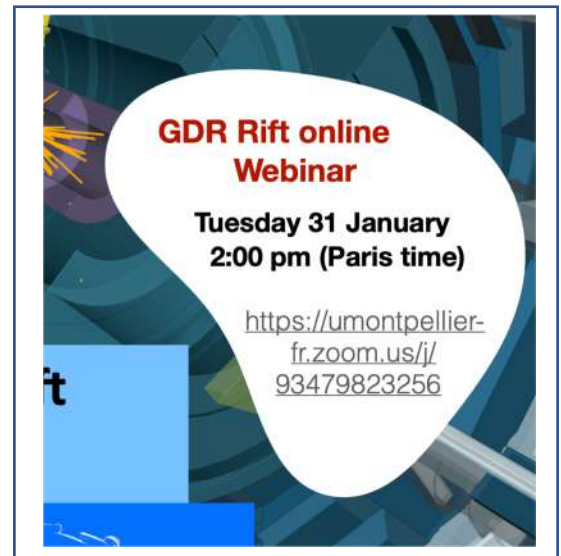 GDR Rift online
Webinar
Tuesday 31 January
2:00 pm (Paris time)
https://umontpellier-
fr.zoom.us/j/
93479823256
ft